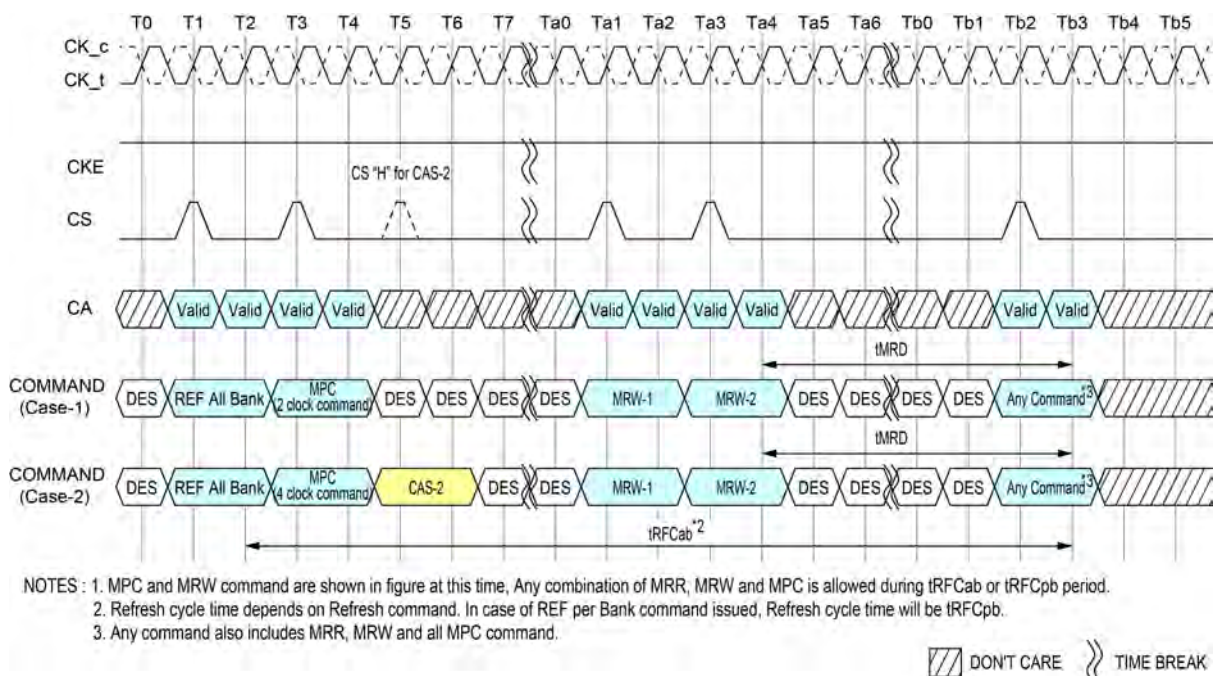 T0 T1 T2 T3 T4 T5 T6 T7 Ta0 Ta1 Ta2 Ta3 Ta4 Ta5 Ta6 Tb0 Tb1 Tb2 Tb3 Tb4 Tb5
CK_c
CK_t
CKE
CS "H" for CAS-2
CS
CA
Valid Valid Valid Valid Valid Valid Valid Valid Valid Valid
tMRD
COMMAND
(Case-1)
DES REF All Bank MPC (2 clock command) DES DES DES DES MRW-1 MRW-2 DES DES DES DES Any Command*3
tMRD
COMMAND
(Case-2)
DES REF All Bank MPC (4 clock command) CAS-2 DES DES MRW-1 MRW-2 DES DES DES DES Any Command*3
tRFCab*2
NOTES : 1. MPC and MRW command are shown in figure at this time, Any combination of MRR, MRW and MPC is allowed during tRFCab or tRFCpb period.
2. Refresh cycle time depends on Refresh command. In case of REF per Bank command issued, Refresh cycle time will be tRFCpb.
3. Any command also includes MRR, MRW and all MPC command.
DON'T CARE TIME BREAK